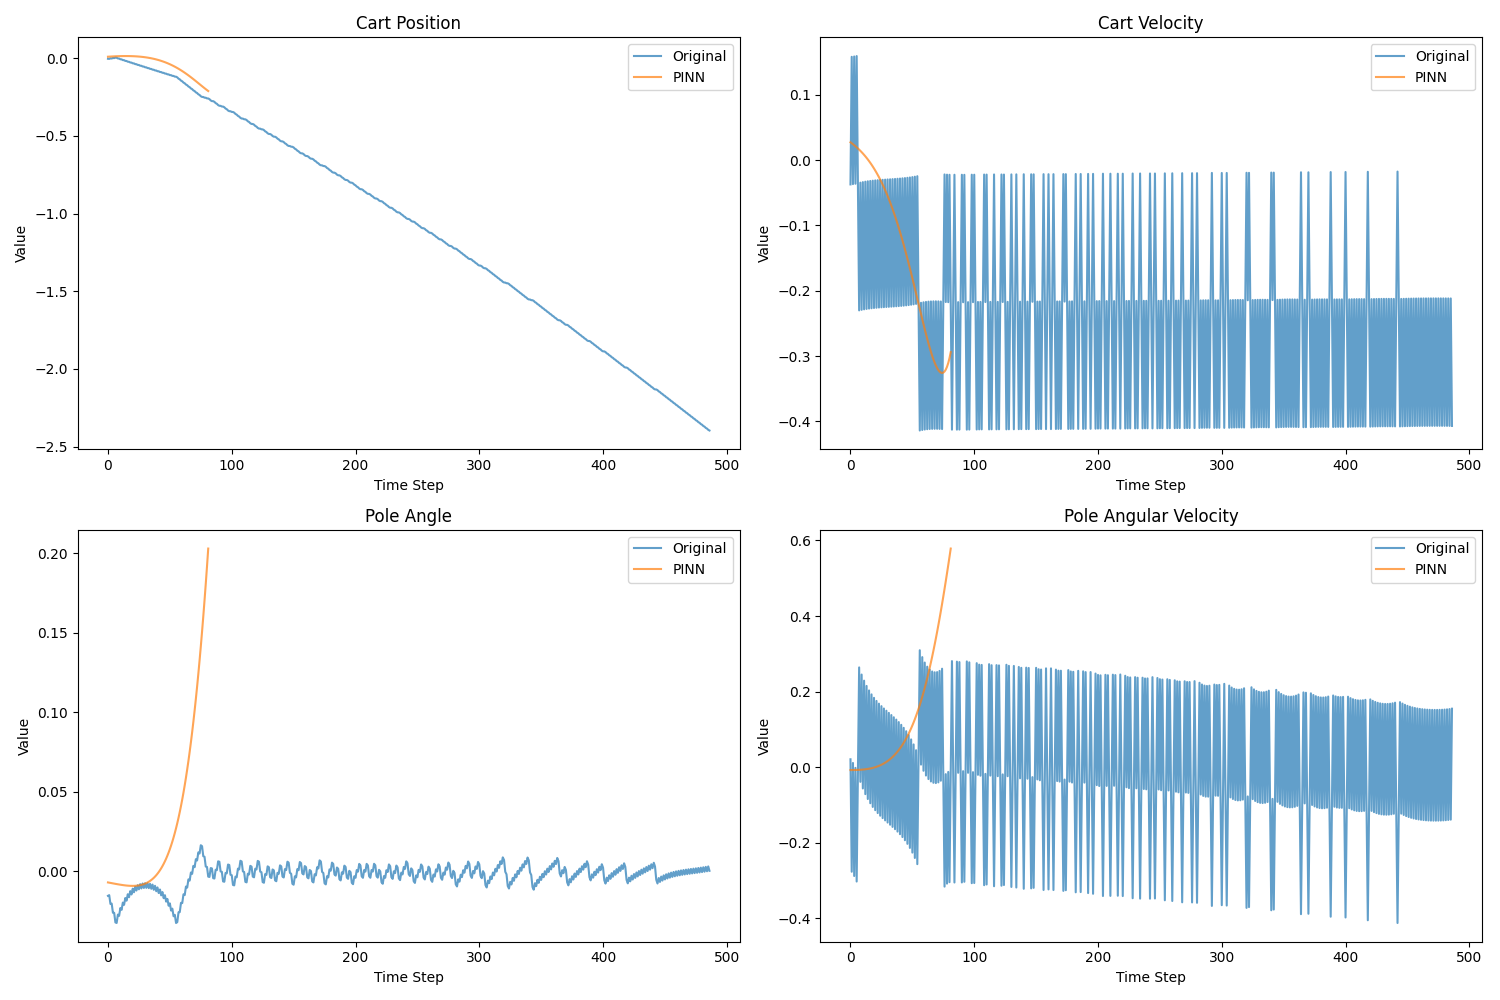 Cart Position
Value
0.0
−0.5
−1.0
−1.5
−2.0
−2.5
0
100
200
300
400
500
Time Step
Original
PINN
Cart Velocity
Value
0.1
0.0
−0.1
−0.2
−0.3
−0.4
0
100
200
300
400
500
Time Step
Original
PINN
Pole Angle
Value
0.20
0.15
0.10
0.05
0.00
0
100
200
300
400
500
Time Step
Original
PINN
Pole Angular Velocity
Value
0.6
0.4
0.2
0.0
−0.2
−0.4
0
100
200
300
400
500
Time Step
Original
PINN